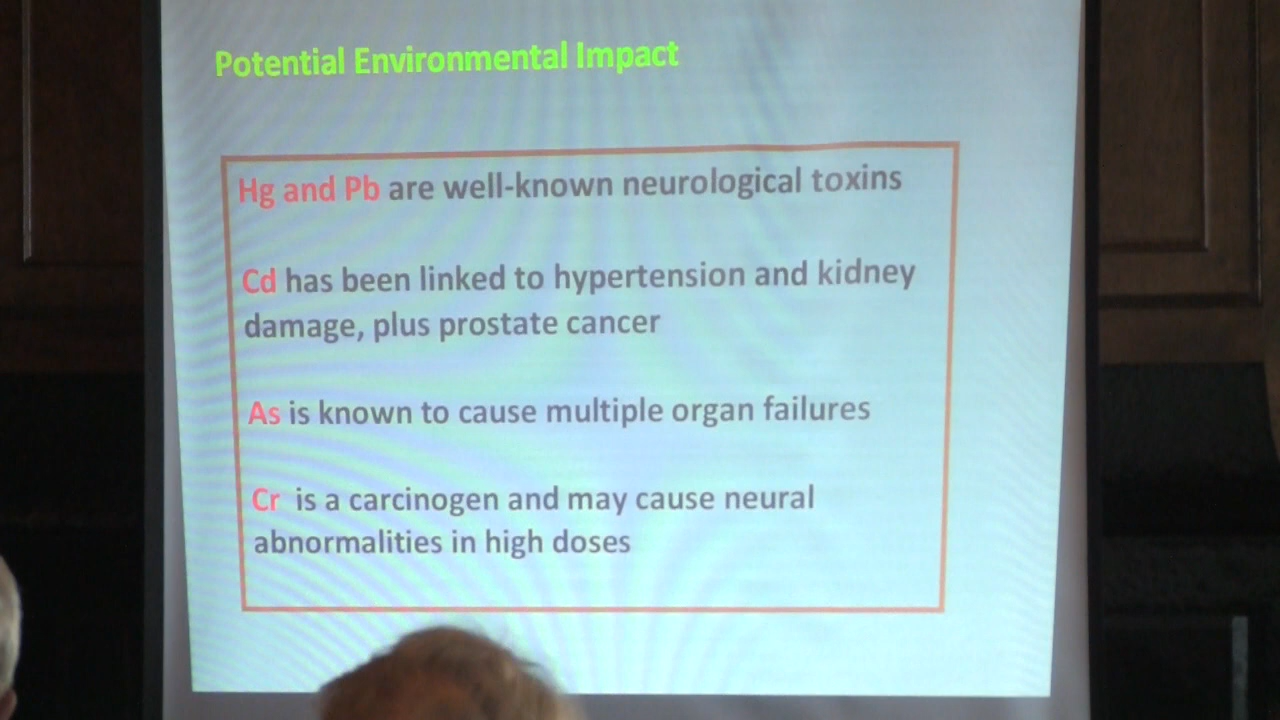 Potential Environmental Impact
Hg and Pb are well-known neurological toxins
Cd has been linked to hypertension and kidney
damage, plus prostate cancer
As is known to cause multiple organ failures
Cr is a carcinogen and may cause neural
abnormalities in high doses